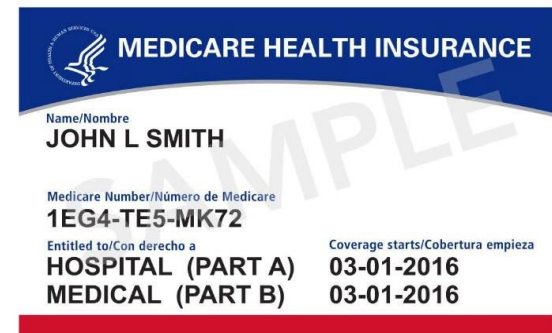 MEDICARE HEALTH INSURANCE
Name/Nombre
JOHN L SMITH
Medicare Number/Número de Medicare
1EG4-TE5-MK72
Entitled to/Con derecho a Coverage starts/Cobertura empieza
HOSPITAL (PART A) 03-01-2016
MEDICAL (PART B) 03-01-2016
SAMPLE